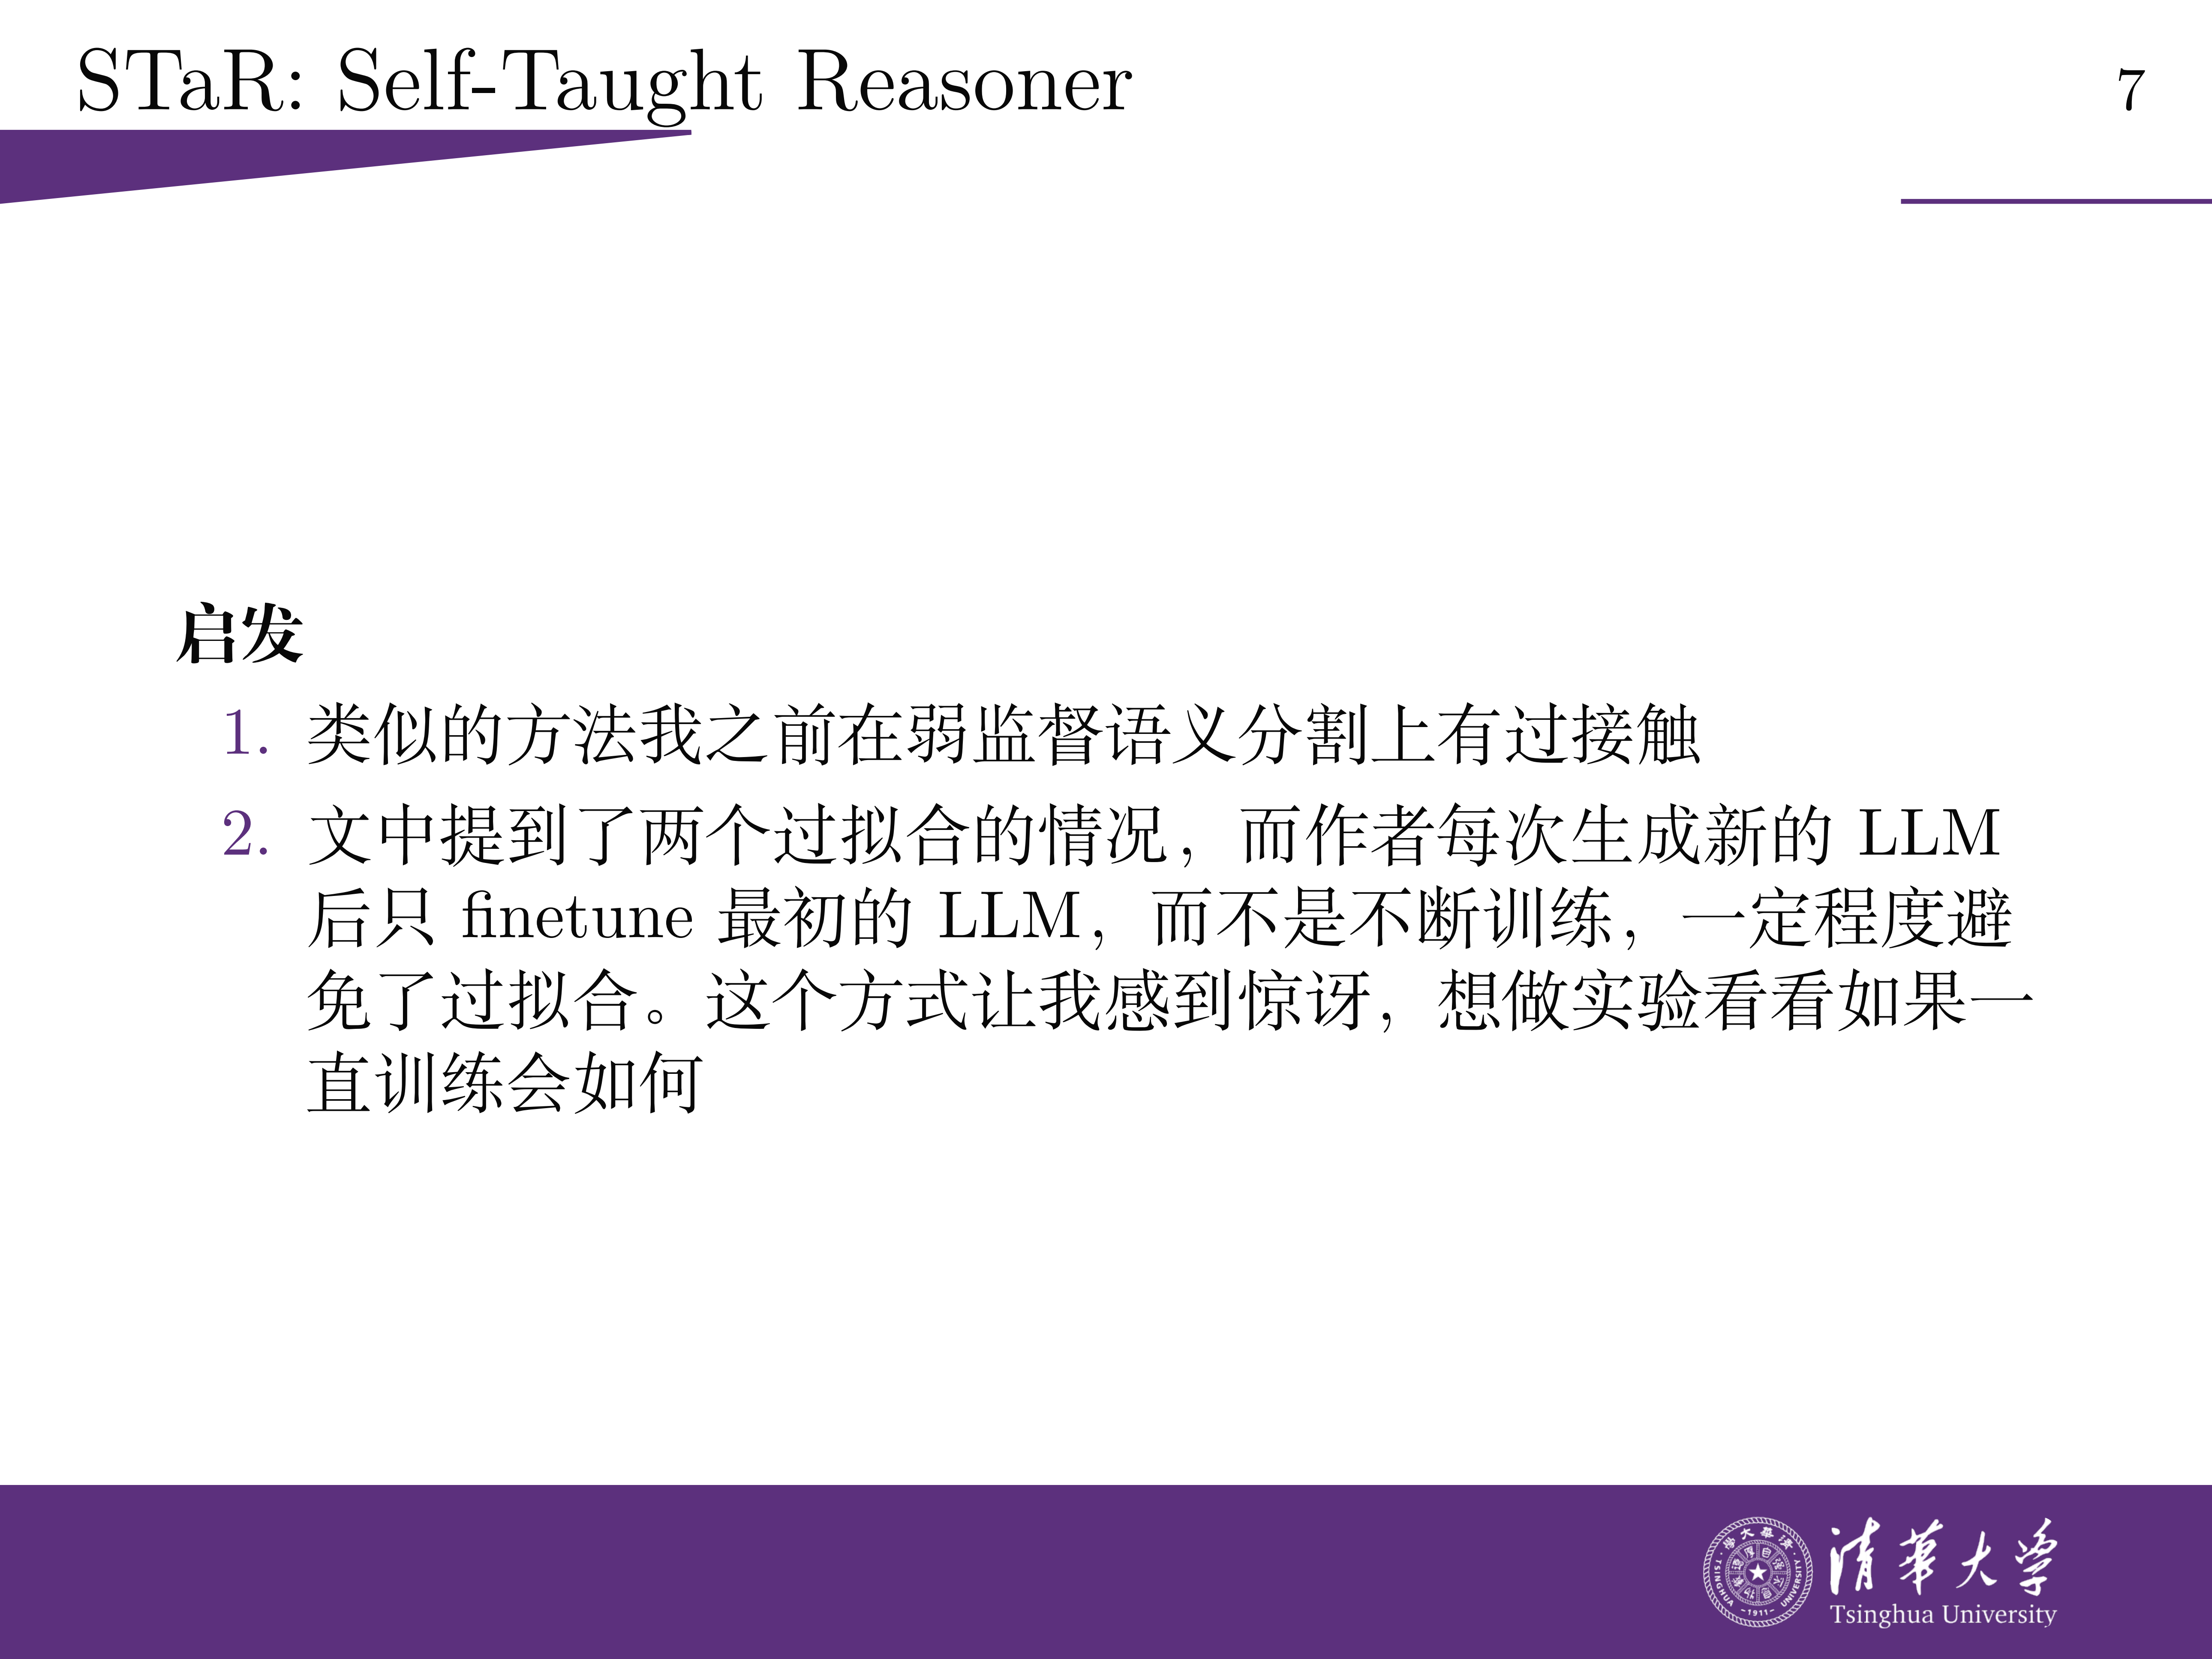 STaR: Self-Taught Reasoner
7
启发
1. 类似的方法我之前在弱监督语义分割上有过接触
2. 文中提到了两个过拟合的情况，而作者每次生成新的 LLM
后只 finetune 最初的 LLM，而不是不断训练，一定程度避
免了过拟合。这个方式让我感到惊讶，想做实验看看如果一
直训练会如何
清華大学
Tsinghua University
TSINGHUA UNIVERSITY
-1911-